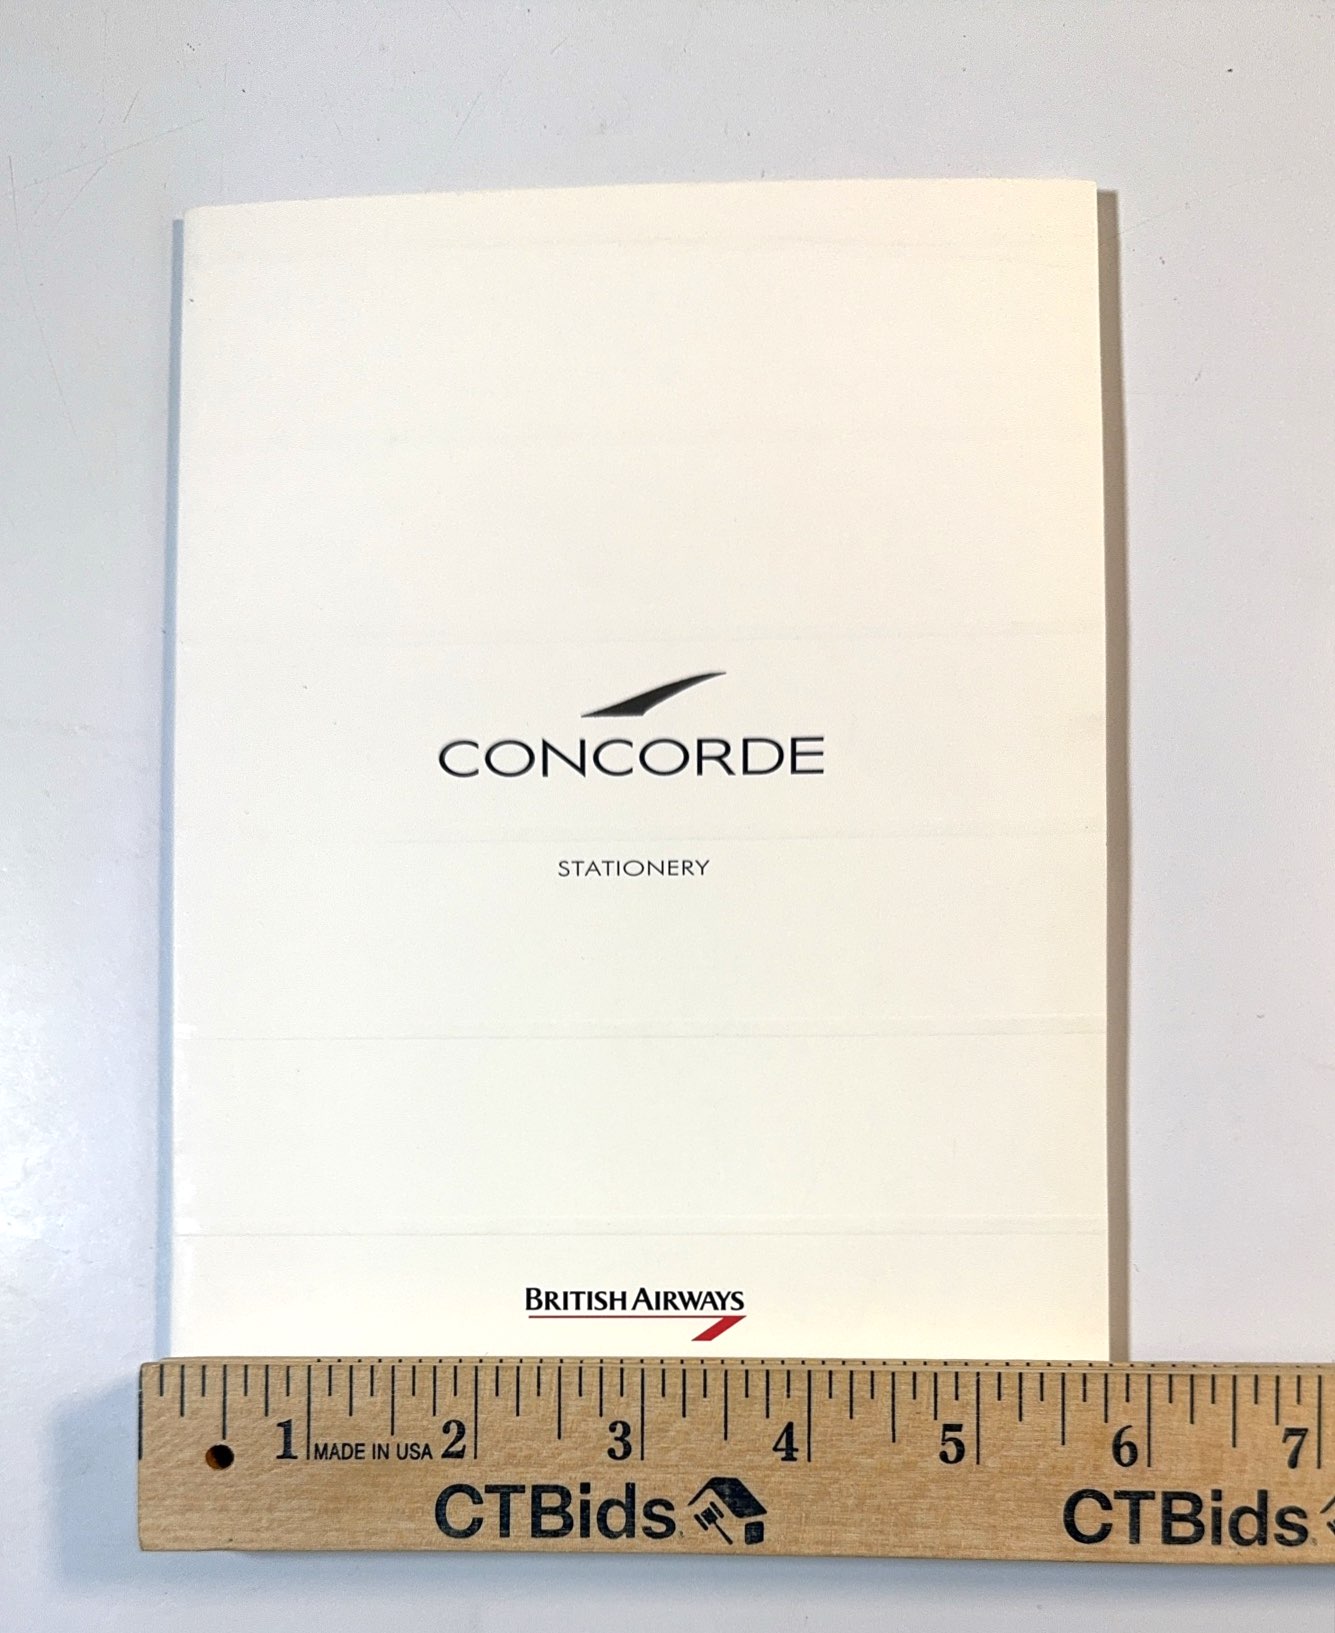 CONCORDE
STATIONERY
BRITISH AIRWAYS
1 MADE IN USA 2 3 4 5 6 7
CTBids CTBids